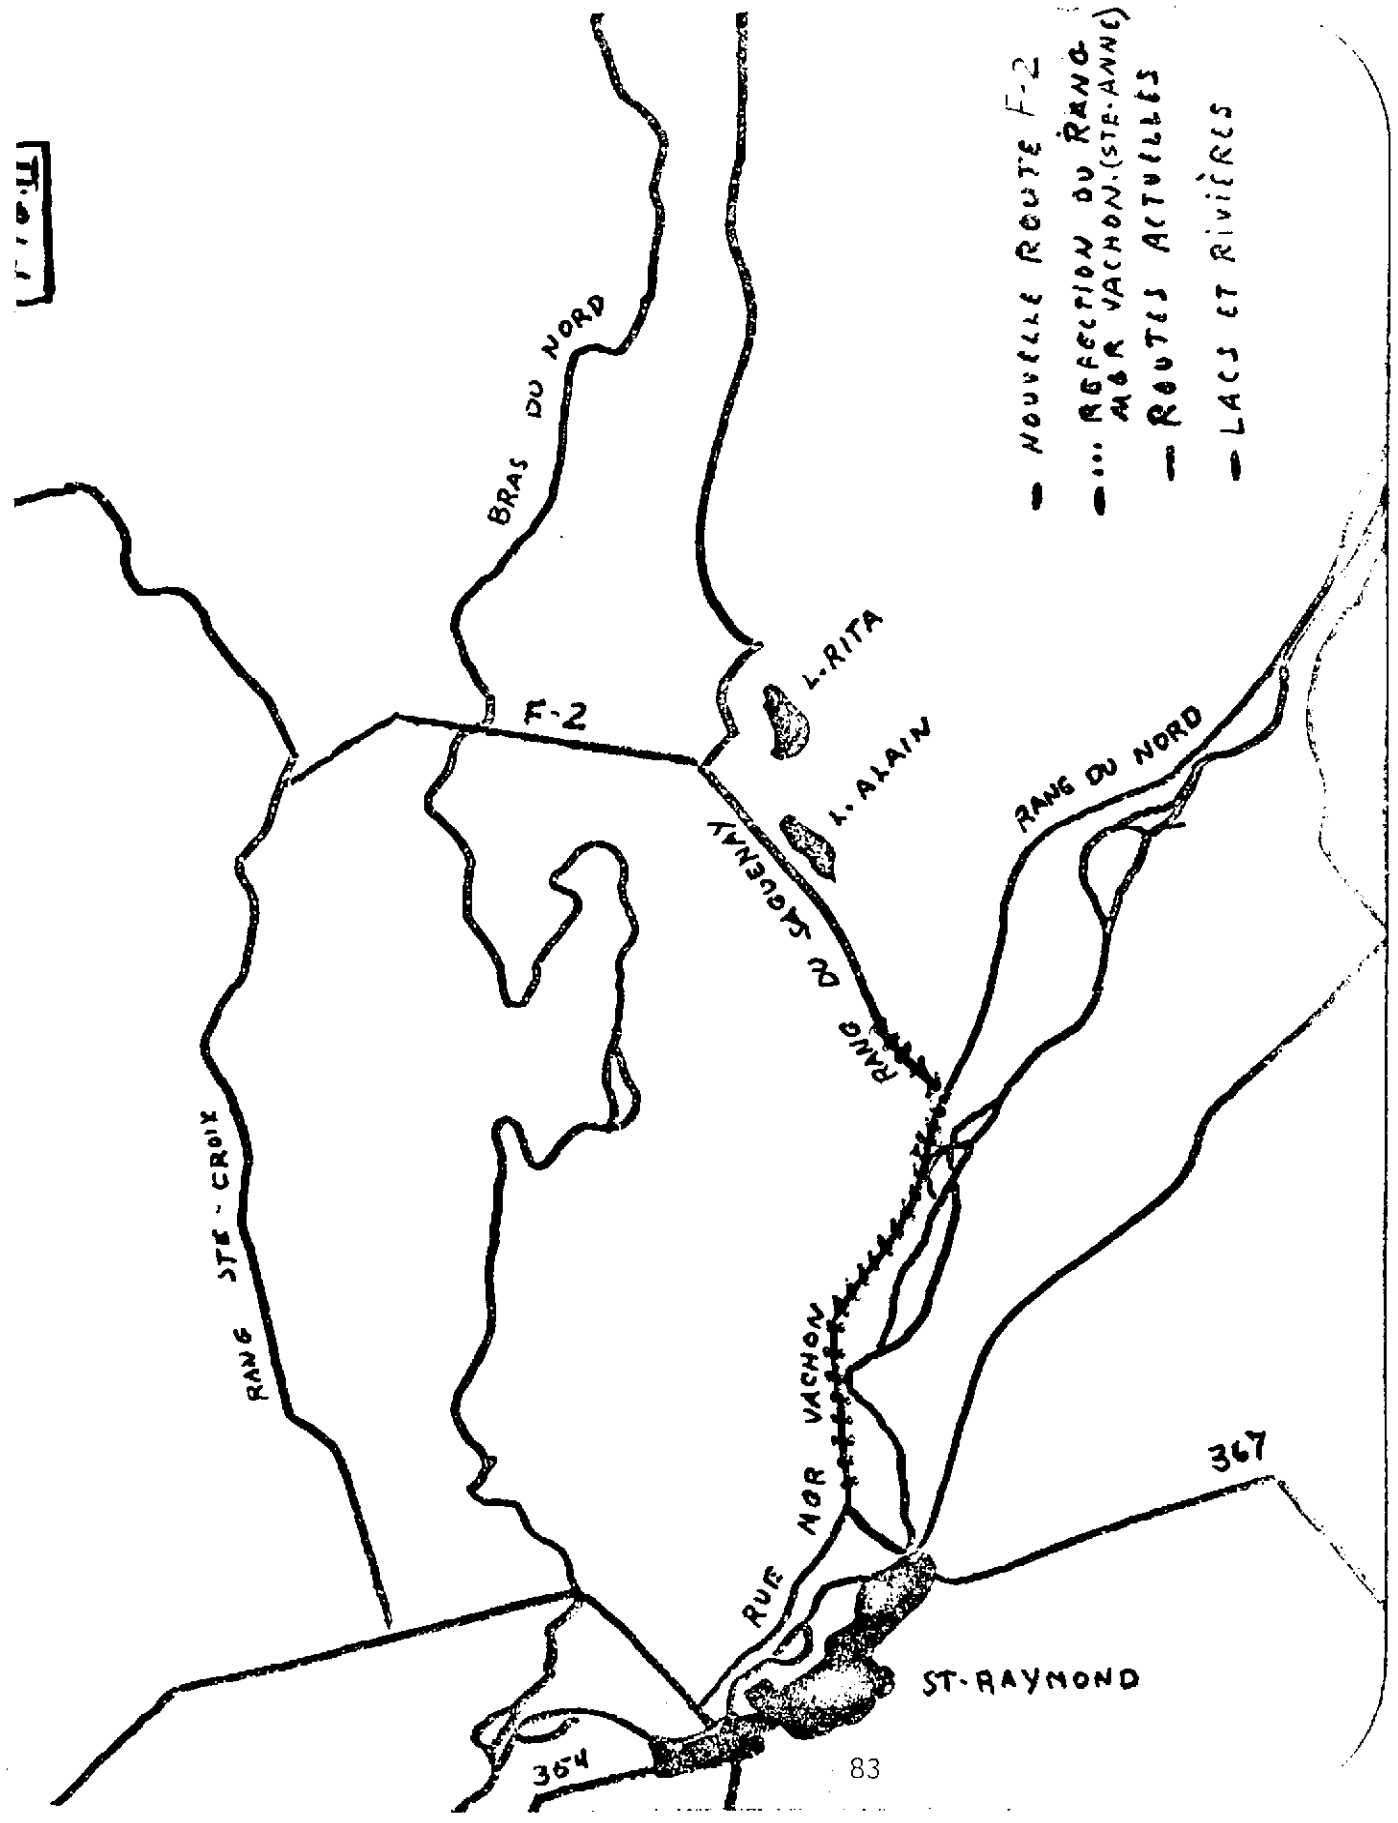 NOUVELLE ROUTE F-2
... REFECTION DU RANG
MGR VACHON. (STE-ANNE)
ROUTES ACTUELLES
LACS ET RIVIÈRES
BRAS DU NORD
F-2
L. RITA
L. ALAIN
RANG DU NORD
RANG DU SAGUENAY
RANG STE-CROIX
RUE MGR VACHON
367
ST-RAYMOND
354
83